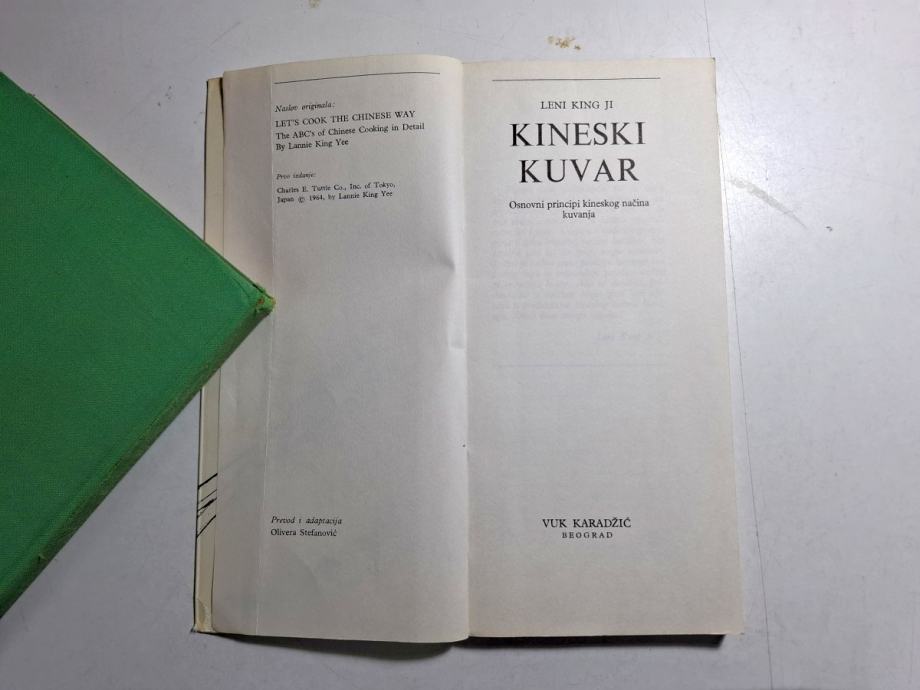 Naslov originala:
LET'S COOK THE CHINESE WAY
The ABC's of Chinese Cooking in Detail
By Lannie King Yee
Prvo izdanje:
Charles E. Tuttle Co., Inc. of Tokyo,
Japan © 1964, by Lannie King Yee
Prevod i adaptacija
Olivera Stefanović
LENI KING JI
KINESKI
KUVAR
Osnovni principi kineskog načina
kuvanja
VUK KARADŽIĆ
BEOGRAD